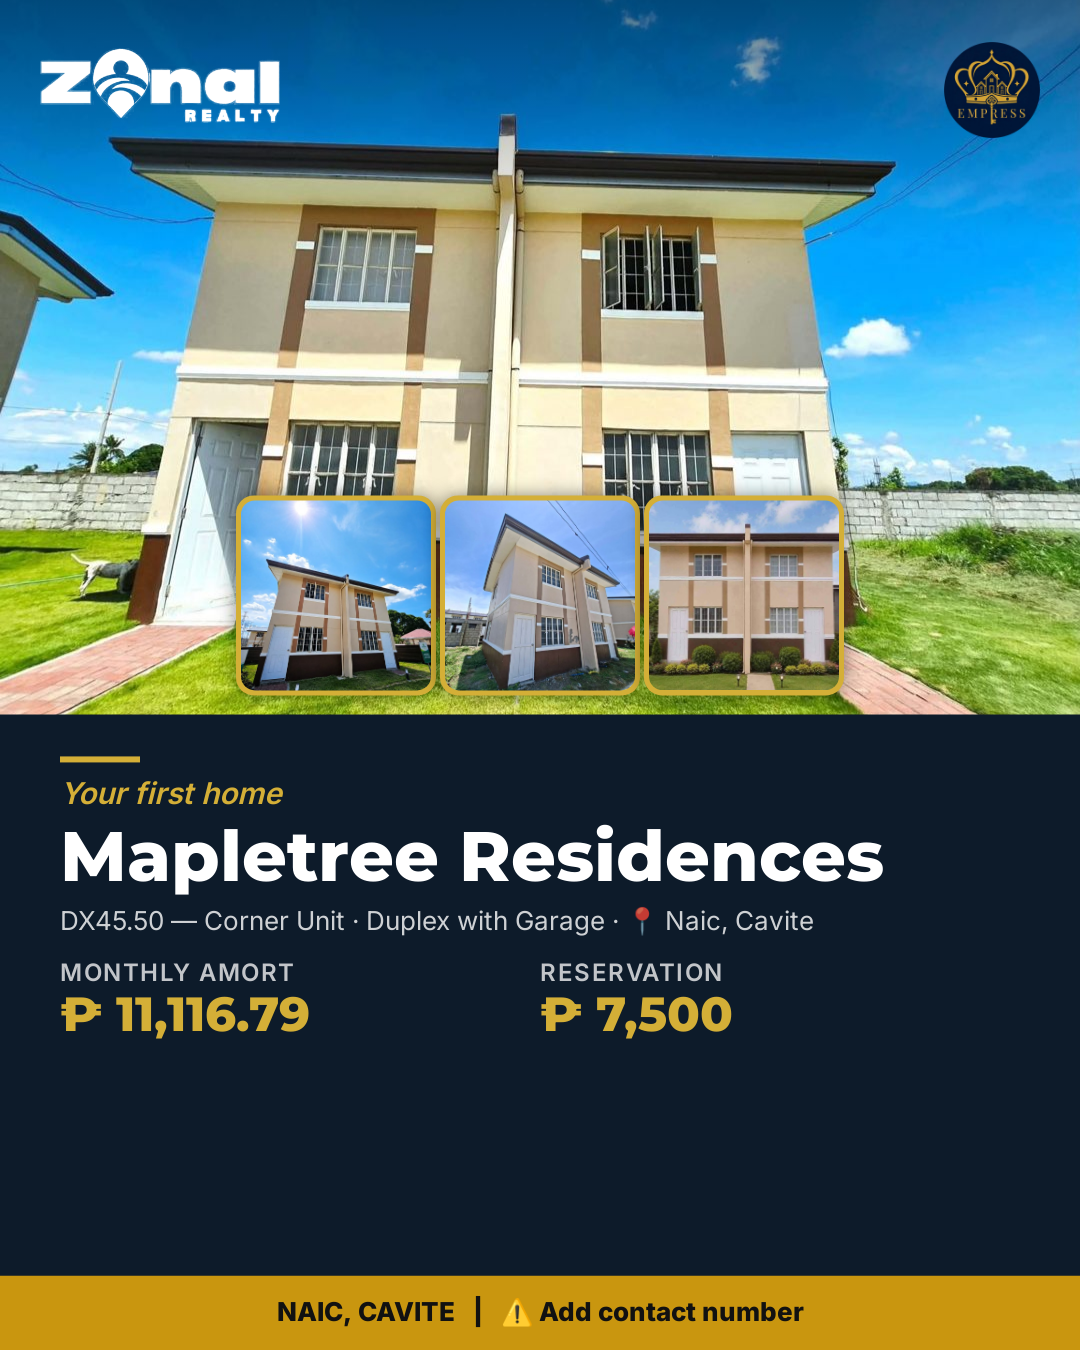 Zonal
REALTY
EMPRESS
Your first home
Mapletree Residences
DX45.50 — Corner Unit · Duplex with Garage · 📍 Naic, Cavite
MONTHLY AMORT
₱ 11,116.79
RESERVATION
₱ 7,500
NAIC, CAVITE | ⚠️ Add contact number